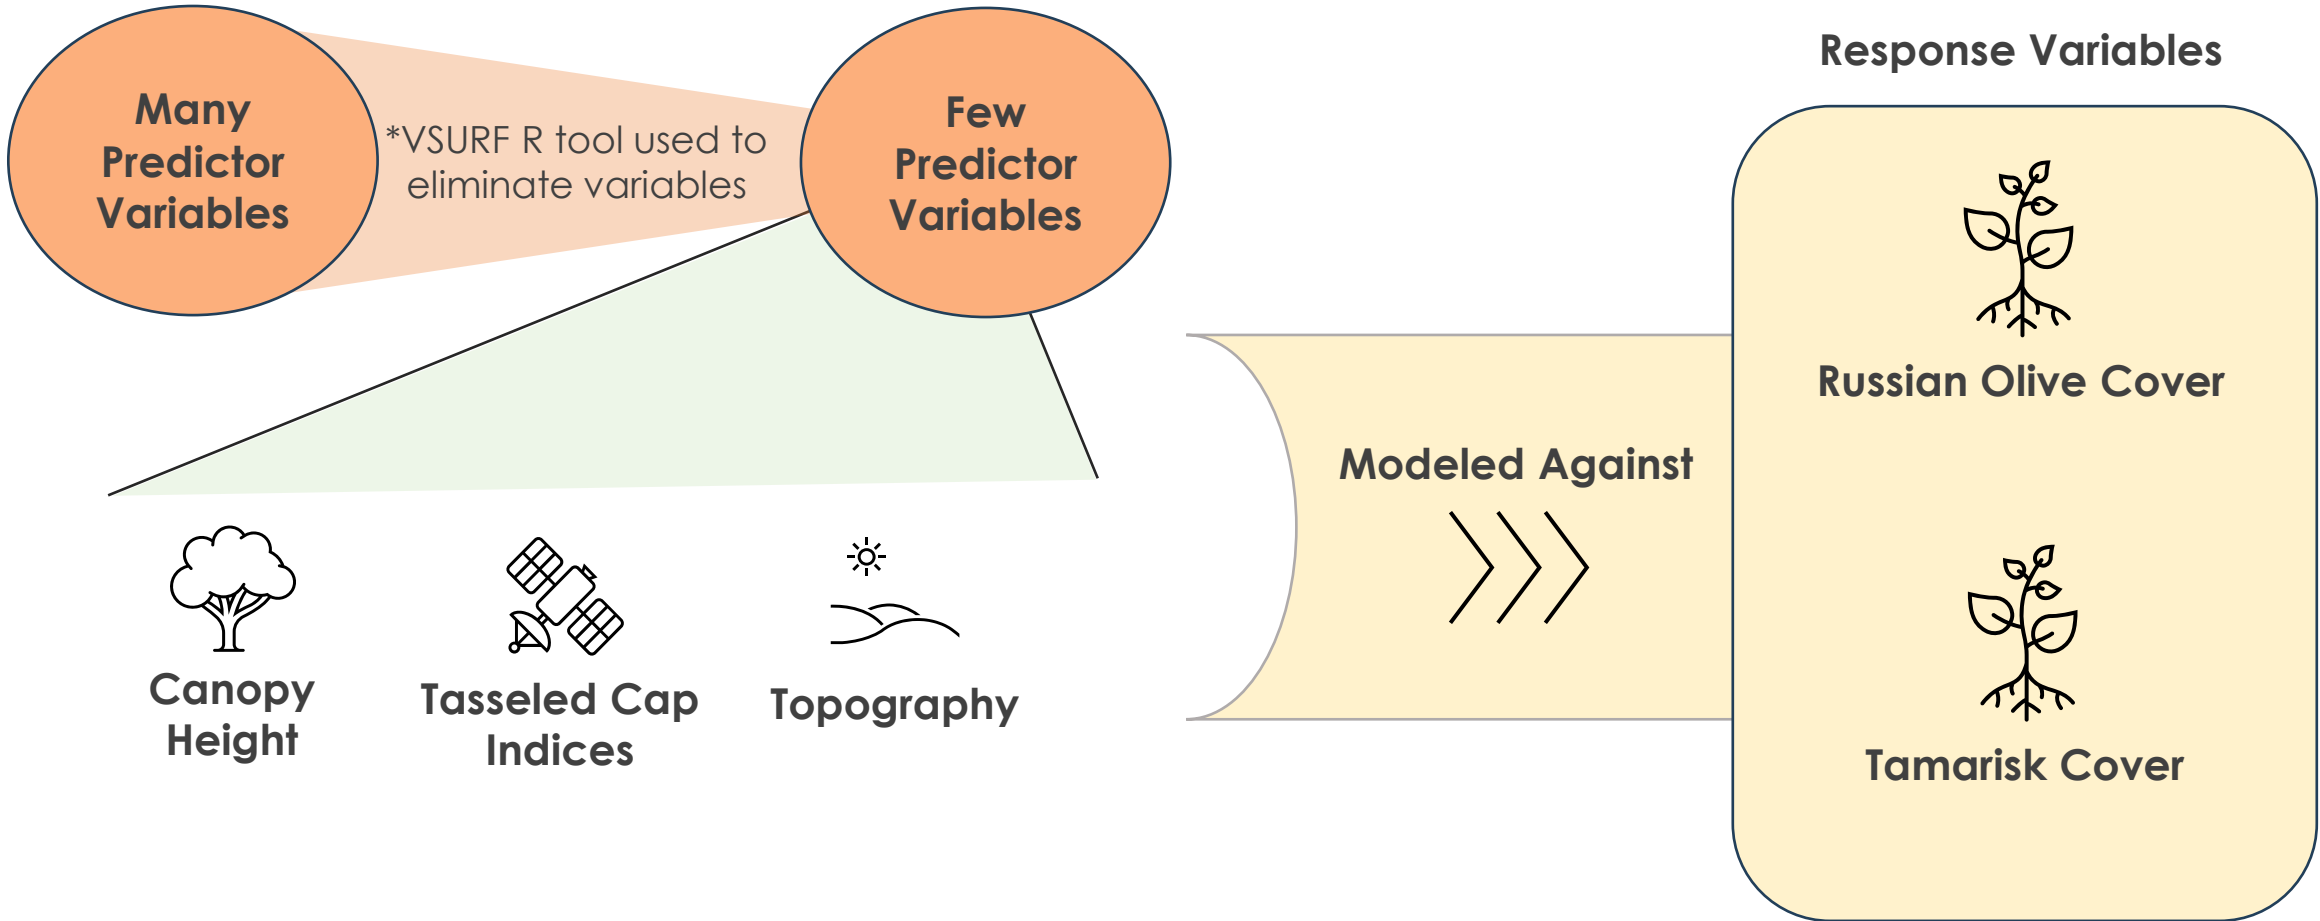 Many
Predictor
Variables
*VSURF R tool used to
eliminate variables
Few
Predictor
Variables
Canopy
Height
Tasseled Cap
Indices
Topography
Modeled Against
Response Variables
Russian Olive Cover
Tamarisk Cover